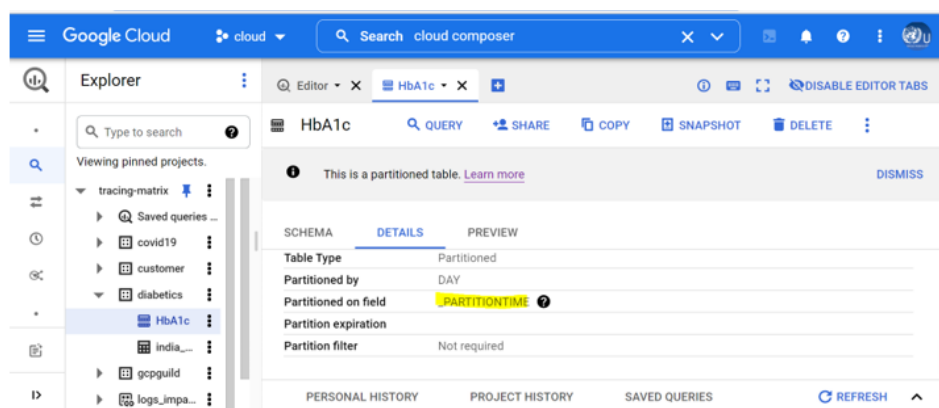 Google Cloud cloud Search cloud composer
Explorer Editor HbA1c DISABLE EDITOR TABS
Type to search
HbA1c QUERY SHARE COPY SNAPSHOT DELETE
Viewing pinned projects.
This is a partitioned table. Learn more DISMISS
tracing-matrix
Saved queries ...
covid19
customer
diabetics
HbA1c
india_...
gcpguild
logs_impa...
SCHEMA DETAILS PREVIEW
Table Type Partitioned
Partitioned by DAY
Partitioned on field _PARTITIONTIME
Partition expiration
Partition filter Not required
PERSONAL HISTORY PROJECT HISTORY SAVED QUERIES REFRESH